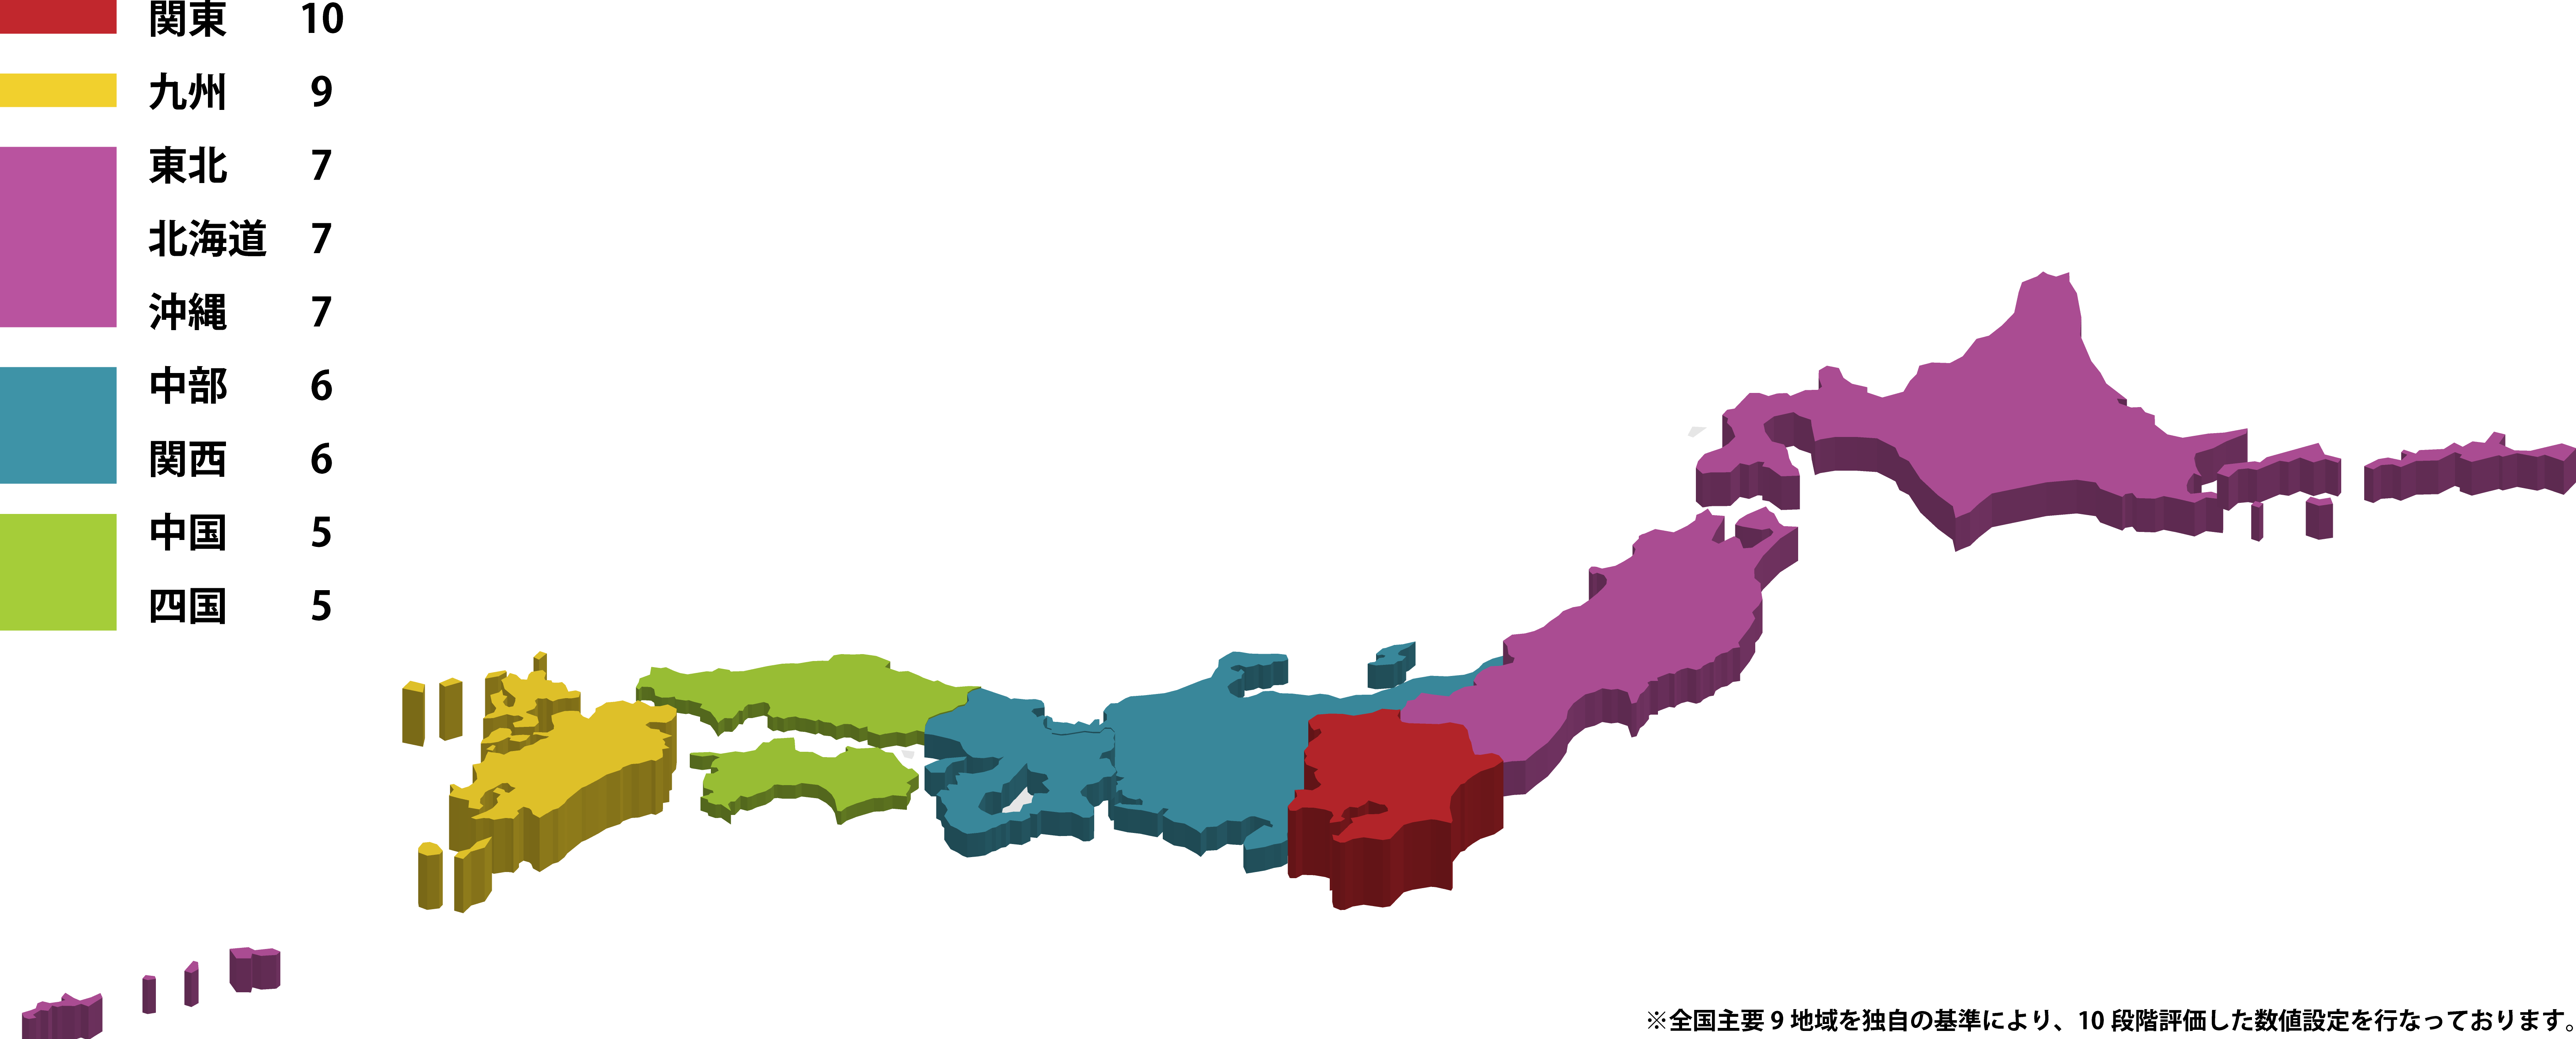 関東 10
九州 9
東北 7
北海道 7
沖縄 7
中部 6
関西 6
中国 5
四国 5
※全国主要 9 地域を独自の基準により、10 段階評価した数値設定を行なっております。